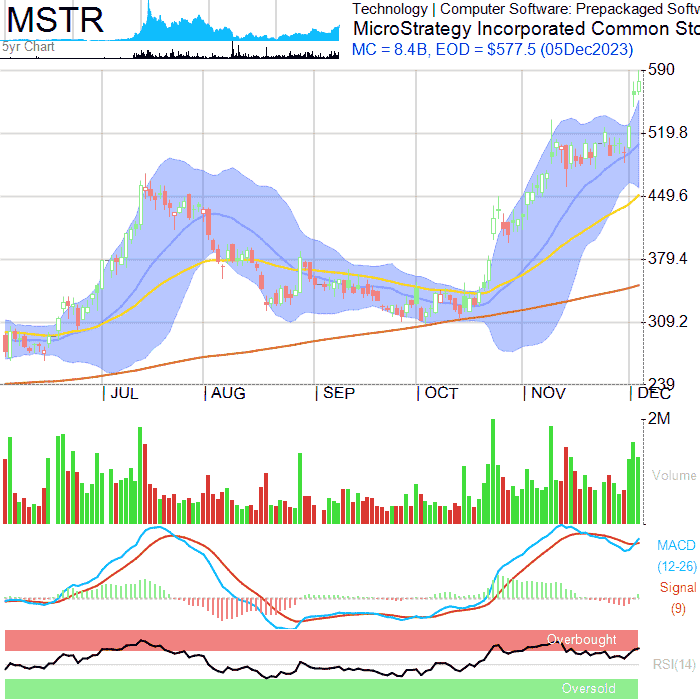 MSTR
Technology | Computer Software: Prepackaged Softw
MicroStrategy Incorporated Common Sto
5yr Chart
MC = 8.4B, EOD = $577.5 (05Dec2023)
590
519.8
449.6
379.4
309.2
239
JUL AUG SEP OCT NOV DEC
2M
Volume
MACD
(12-26)
Signal
(9)
Overbought
RSI(14)
Oversold